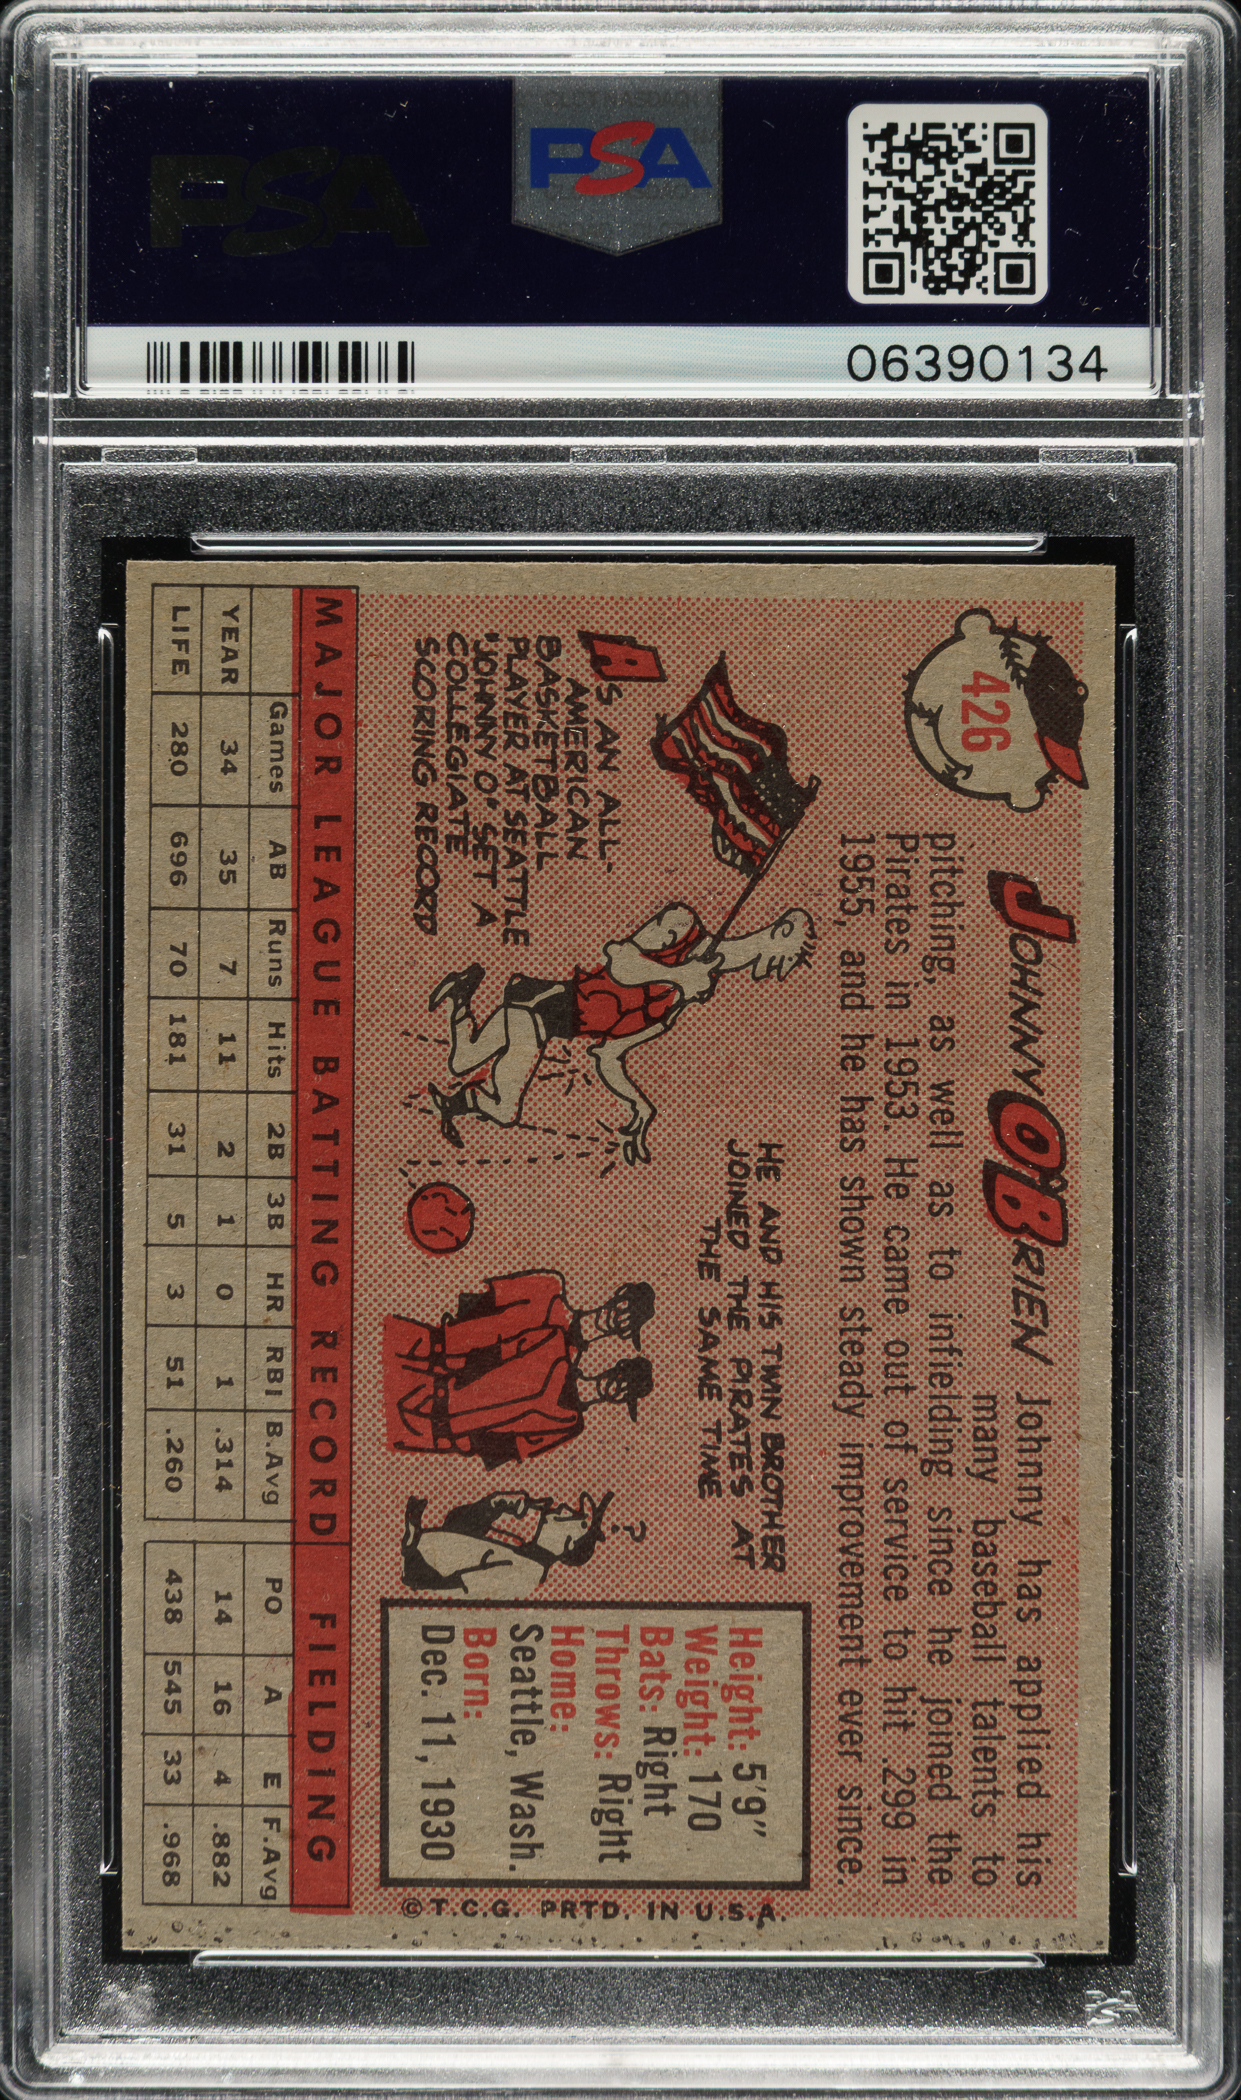 PSA
PSA
06390134
426
JOHNNY O'BRIEN Johnny has applied his
many baseball talents to
pitching, as well as to infielding since he joined the
Pirates in 1953. He came out of service to hit .299 in
1955, and he has shown steady improvement ever since.
AS AN ALL-
AMERICAN
BASKETBALL
PLAYER AT SEATTLE
'JOHNNY O' SET A
COLLEGIATE
SCORING RECORD
HE AND HIS TWIN BROTHER
JOINED THE PIRATES AT
THE SAME TIME
?
Height: 5'9"
Weight: 170
Bats: Right
Throws: Right
Home:
Seattle, Wash.
Born:
Dec. 11, 1930
©T.C.G. PRTD. IN U.S.A.
MAJOR LEAGUE BATTING RECORD FIELDING
Games AB Runs Hits 2B 3B HR RBI B.Avg PO A E F.Avg
YEAR 34 35 7 11 2 1 0 1 .314 14 16 4 .882
LIFE 280 696 70 181 31 5 3 51 .260 438 545 33 .968